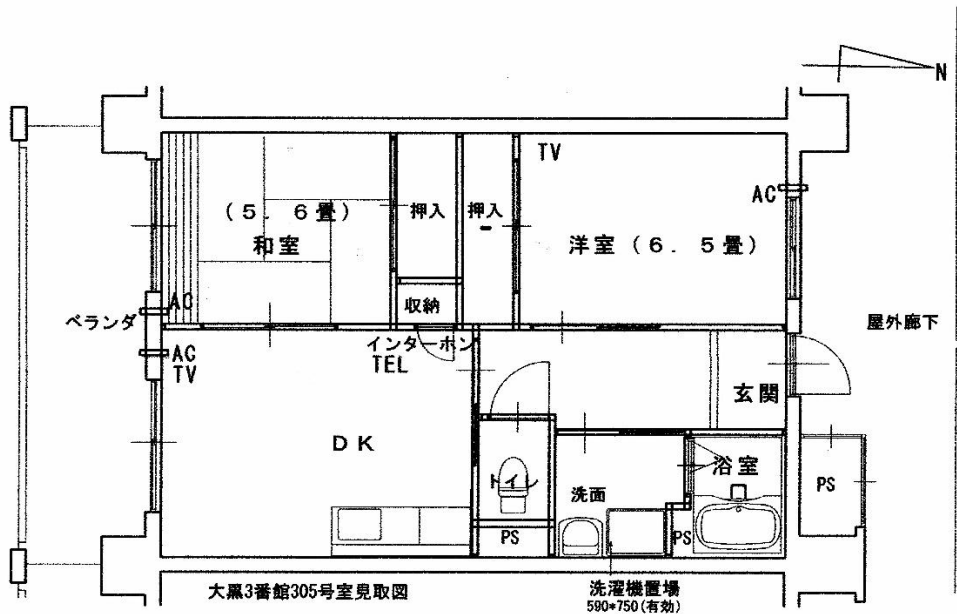 N
TV
AC
(5.6畳)
和室
押入
押入
洋室(6.5畳)
AC
収納
ベランダ
インターホン
TEL
屋外廊下
AC
TV
玄関
DK
トイレ
洗面
浴室
PS
PS
PS
大黒3番館305号室見取図
洗濯機置場
590*750(有効)